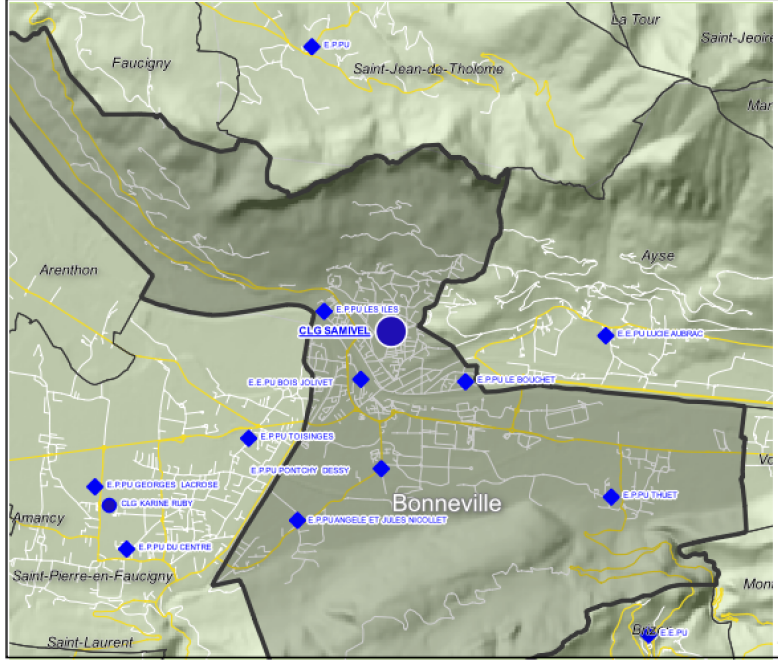 La Tour
Saint-Jeoire
E.P.PU
Faucigny
Saint-Jean-de-Tholome
Mar
Ayse
Arenthon
E.P.PU LES ILES
CLG SAMIVEL
E.E.PU LUCIE AUBRAC
E.E.PU BOIS JOLIVET
E.P.PU LE BOUCHET
E.P.PU TOISINGES
E.P.PU PONTCHY DESSY
E.P.PU GEORGES LACROSE
CLG KARINE RUBY
Bonneville
E.P.PU THUET
Amancy
E.P.PU ANGELE ET JULES NICOLLET
E.P.PU DU CENTRE
Saint-Pierre-en-Faucigny
Mont
E.E.PU
Saint-Laurent